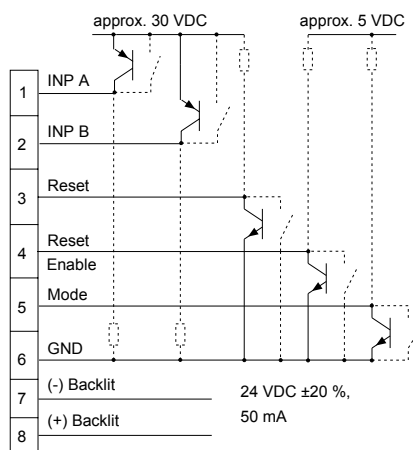 approx. 30 VDC
approx. 5 VDC
1
INP A
2
INP B
3
Reset
4
Reset
Enable
5
Mode
6
GND
7
(-) Backlit
8
(+) Backlit
24 VDC ±20 %,
50 mA